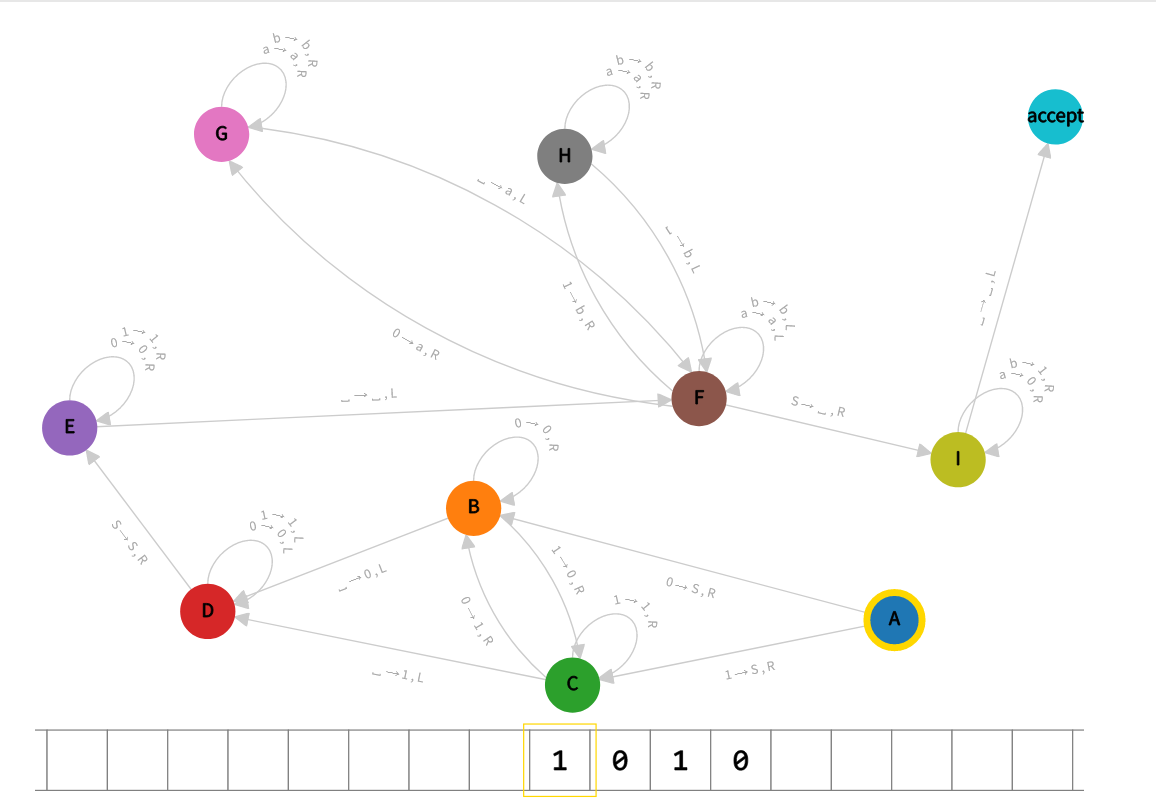 b→b,R
a→a,R
G
b→b,R
a→a,R
H
accept
␣→a,L
␣→b,L
1→b,R
0→a,R
b→b,L
a→a,L
␣→␣,L
1→1,R
0→0,R
E
␣→␣,L
F
S→␣,R
b→1,R
a→0,R
I
0→0,R
B
S→S,R
1→1,L
0→0,L
D
␣→0,L
1→0,R
0→1,R
1→1,R
0→S,R
A
C
␣→1,L
1→S,R
1 0 1 0